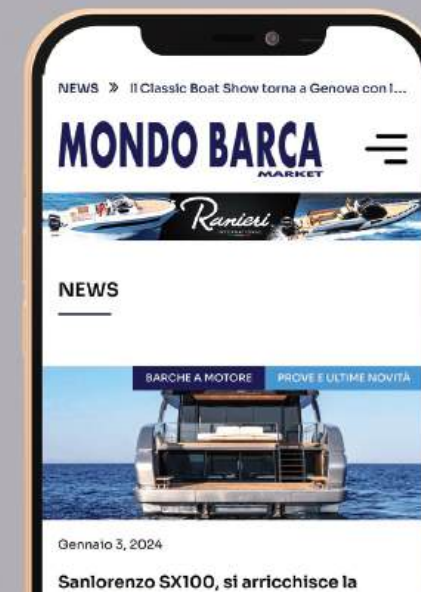 NEWS » Il Classic Boat Show torna a Genova con l...
MONDO BARCA
MARKET
Ranieri
INTERNATIONAL
NEWS
BARCHE A MOTORE PROVE E ULTIME NOVITÀ
Gennaio 3, 2024
Sanlorenzo SX100, si arricchisce la